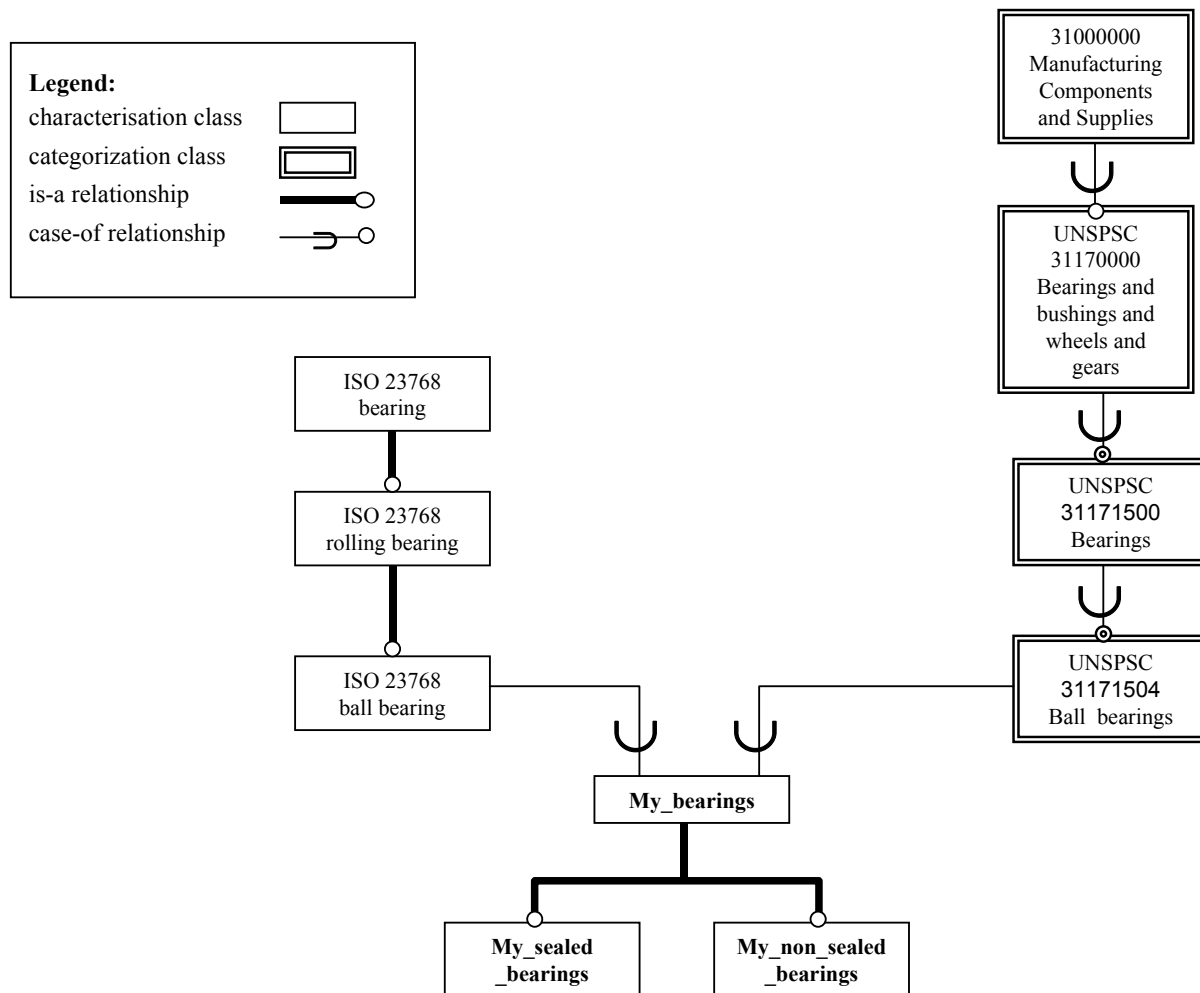 Legend:
characterisation class
categorization class
is-a relationship
case-of relationship
31000000
Manufacturing
Components
and Supplies
UNSPSC
31170000
Bearings and
bushings and
wheels and
gears
ISO 23768
bearing
UNSPSC
31171500
Bearings
ISO 23768
rolling bearing
ISO 23768
ball bearing
UNSPSC
31171504
Ball bearings
My_bearings
My_sealed
_bearings
My_non_sealed
_bearings